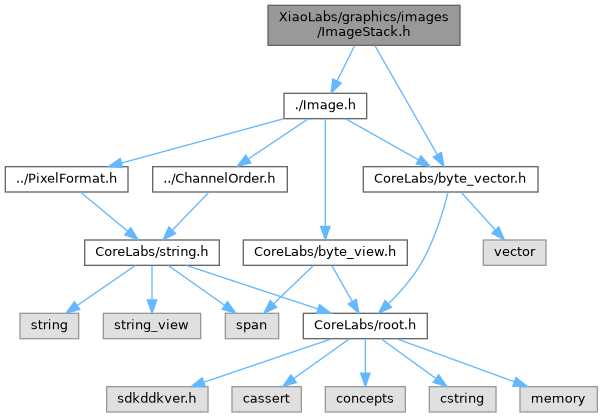 XiaoLabs/graphics/images
/ImageStack.h
./Image.h
../PixelFormat.h
../ChannelOrder.h
CoreLabs/byte_vector.h
CoreLabs/string.h
CoreLabs/byte_view.h
vector
string
string_view
span
CoreLabs/root.h
sdkddkver.h
cassert
concepts
cstring
memory